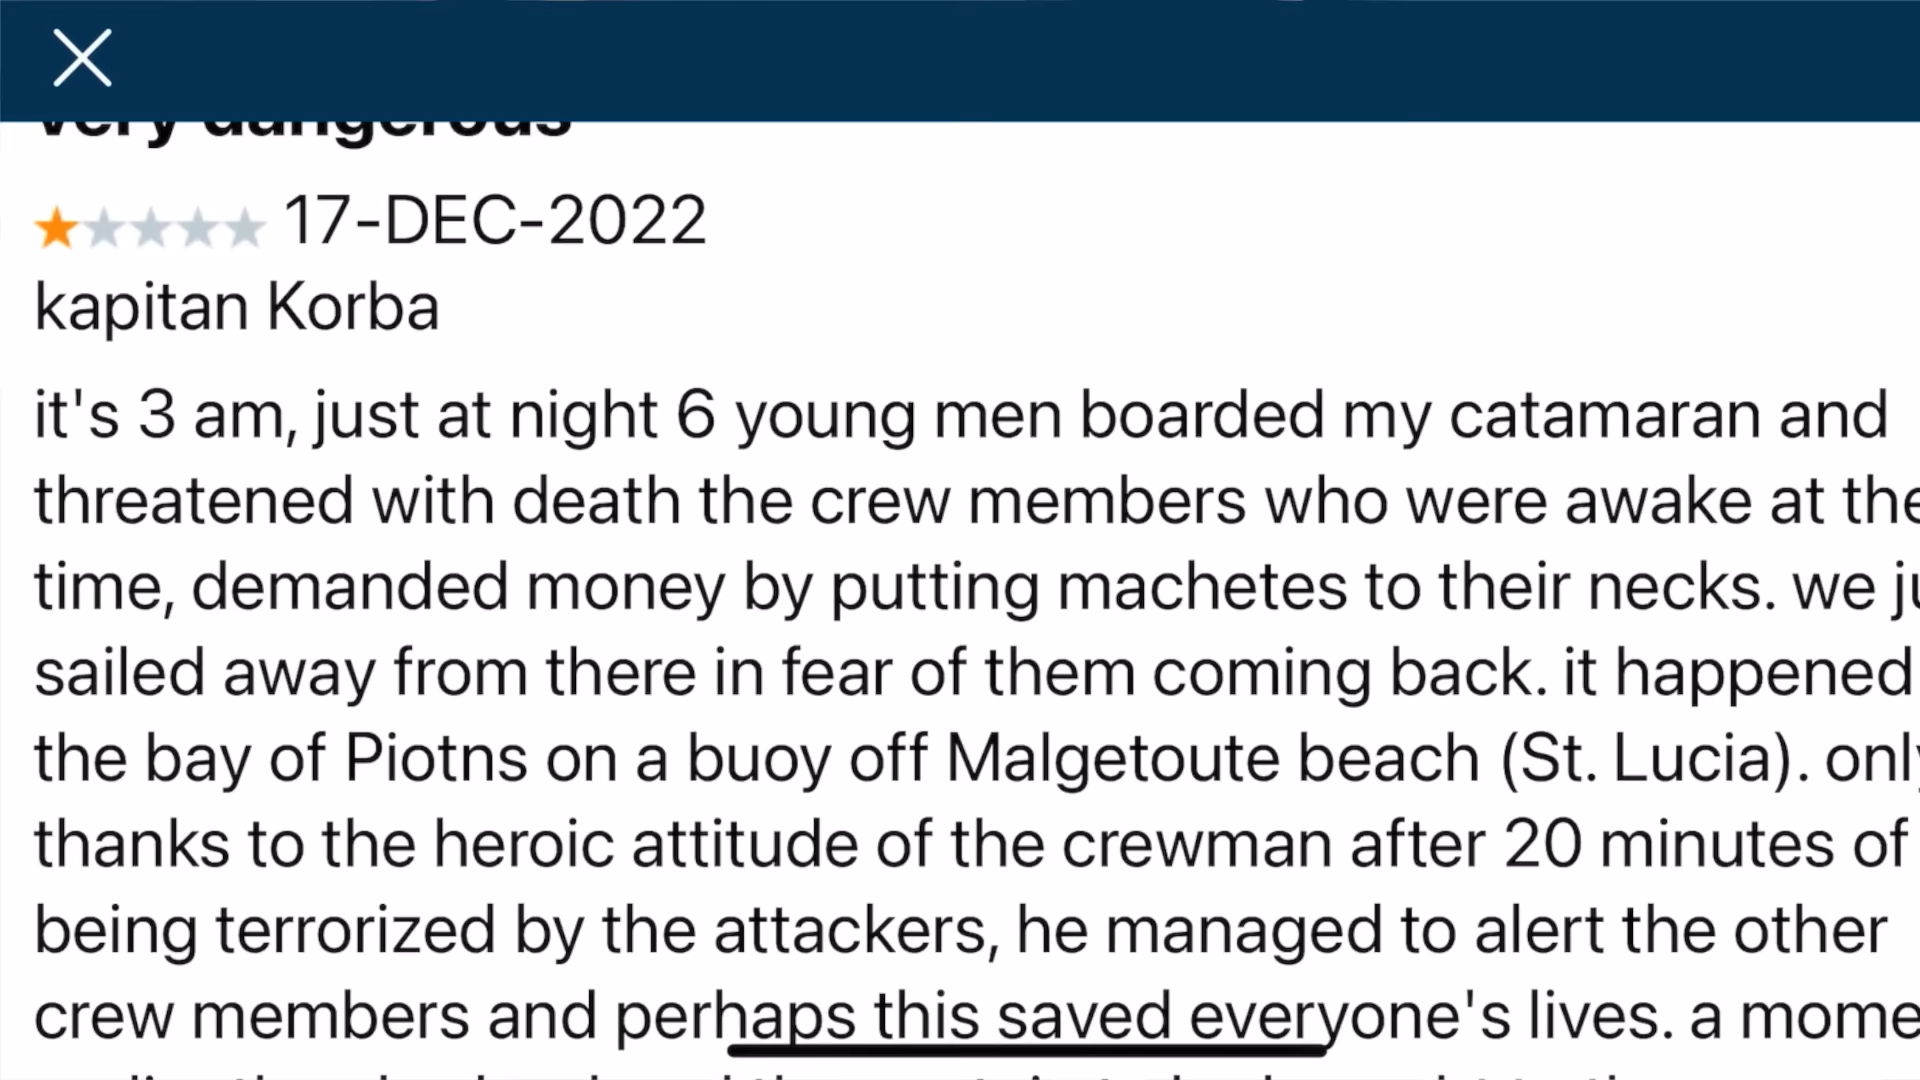 very dangerous
17-DEC-2022
kapitan Korba
it's 3 am, just at night 6 young men boarded my catamaran and
threatened with death the crew members who were awake at the
time, demanded money by putting machetes to their necks. we
sailed away from there in fear of them coming back. it happened
the bay of Piotns on a buoy off Malgetoute beach (St. Lucia). only
thanks to the heroic attitude of the crewman after 20 minutes of
being terrorized by the attackers, he managed to alert the other
crew members and perhaps this saved everyone's lives. a